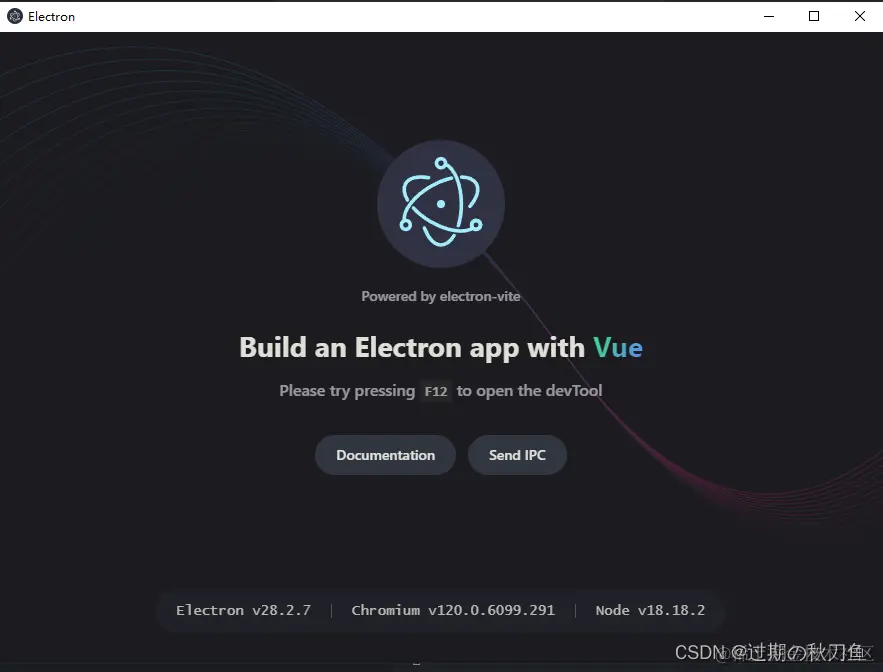 Electron
Powered by electron-vite
Build an Electron app with Vue
Please try pressing F12 to open the devTool
Documentation
Send IPC
Electron v28.2.7
Chromium v120.0.6099.291
Node v18.18.2
CSDN @过期の秋刀鱼